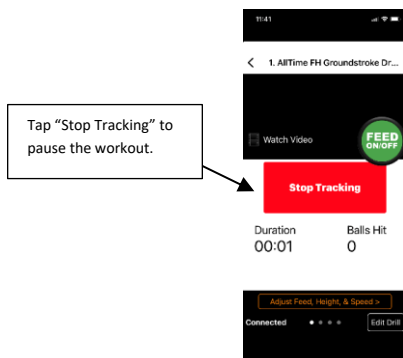 11:41
1. AllTime FH Groundstroke Dr...
Tap “Stop Tracking” to
pause the workout.
Watch Video
FEED
ON/OFF
Stop Tracking
Duration
Balls Hit
00:01
0
Adjust Feed, Height, & Speed >
Connected
Edit Drill